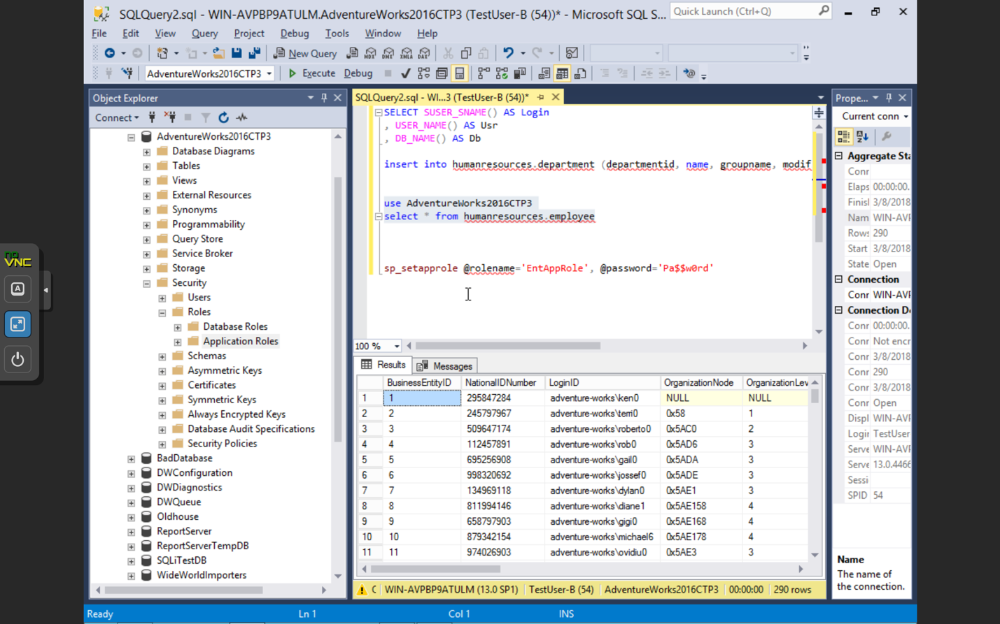 SQLQuery2.sql - WIN-AVPBP9ATULM.AdventureWorks2016CTP3 (TestUser-B (54))* - Microsoft SQL S...
Quick Launch (Ctrl+Q)
File Edit View Query Project Debug Tools Window Help
New Query MDX DMX XMLA DAX
AdventureWorks2016CTP3 Execute Debug
Object Explorer
Connect
AdventureWorks2016CTP3
Database Diagrams
Tables
Views
External Resources
Synonyms
Programmability
Query Store
Service Broker
Storage
Security
Users
Roles
Database Roles
Application Roles
Schemas
Asymmetric Keys
Certificates
Symmetric Keys
Always Encrypted Keys
Database Audit Specifications
Security Policies
BadDatabase
DWConfiguration
DWDiagnostics
DWQueue
Oldhouse
ReportServer
ReportServerTempDB
SQLiTestDB
WideWorldImporters
noVNC
A
SQLQuery2.sql - WI...3 (TestUser-B (54))*
SELECT SUSER_SNAME() AS Login
, USER_NAME() AS Usr
, DB_NAME() AS Db
insert into humanresources.department (departmentid, name, groupname, modif
use AdventureWorks2016CTP3
select * from humanresources.employee
sp_setapprole @rolename='EntAppRole', @password='Pa$$w0rd'
100 %
Results Messages
BusinessEntityID NationalIDNumber LoginID OrganizationNode OrganizationLev
1 1 295847284 adventure-works\ken0 NULL NULL
2 2 245797967 adventure-works\terri0 0x58 1
3 3 509647174 adventure-works\roberto0 0x5AC0 2
4 4 112457891 adventure-works\rob0 0x5AD6 3
5 5 695256908 adventure-works\gail0 0x5ADA 3
6 6 998320692 adventure-works\jossef0 0x5ADE 3
7 7 134969118 adventure-works\dylan0 0x5AE1 3
8 8 811994146 adventure-works\diane1 0x5AE158 4
9 9 658797903 adventure-works\gigi0 0x5AE168 4
10 10 879342154 adventure-works\michael6 0x5AE178 4
11 11 974026903 adventure-works\ovidiu0 0x5AE3 3
C WIN-AVPBP9ATULM (13.0 SP1) TestUser-B (54) AdventureWorks2016CTP3 00:00:00 290 rows
Prope...
Current conn
Aggregate Sta
Conr
Elaps 00:00:00.
Finisl 3/8/2018
Nam WIN-AVF
Rows 290
Start 3/8/2018
State Open
Connection
Conr WIN-AVF
Connection De
Conr 00:00:00.
Conr Not encr
Conr 3/8/2018
Conr 290
Conr 3/8/2018
Conr Open
Displ WIN-AVF
Logir TestUser
Serve WIN-AVF
Serve 13.0.4466
Sessi
SPID 54
Name
The name of
the connection.
Ready Ln 1 Col 1 INS